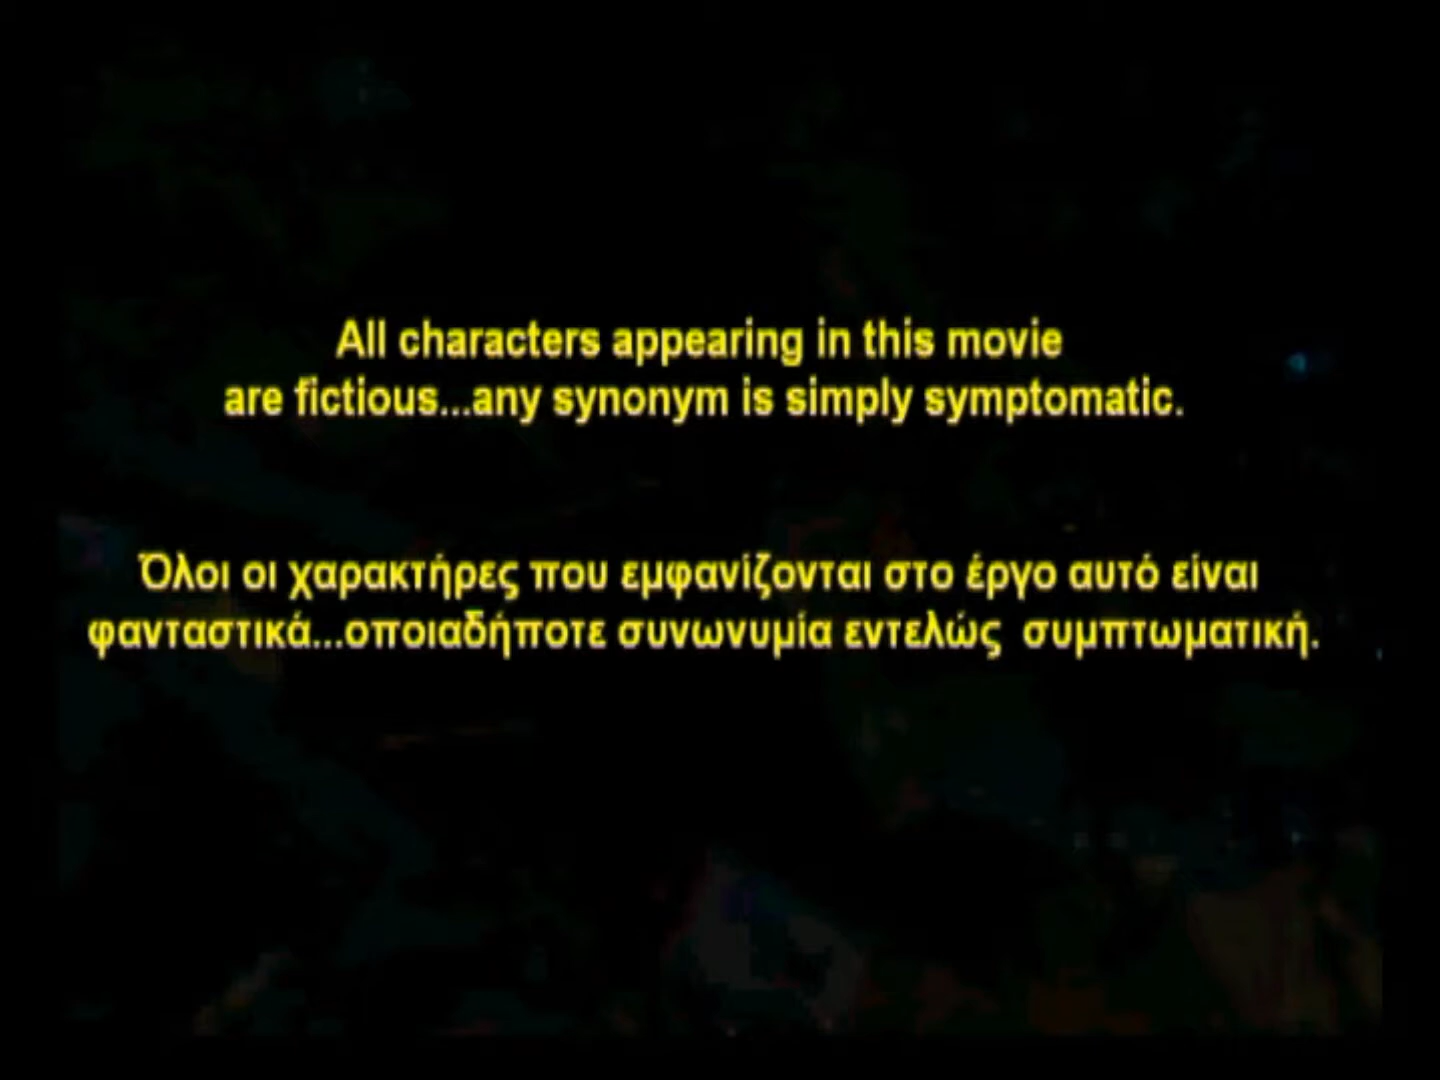 All characters appearing in this movie
are fictious...any synonym is simply symptomatic.
Όλοι οι χαρακτήρες που εμφανίζονται στο έργο αυτό είναι
φανταστικά...οποιαδήποτε συνωνυμία εντελώς  συμπτωματική.